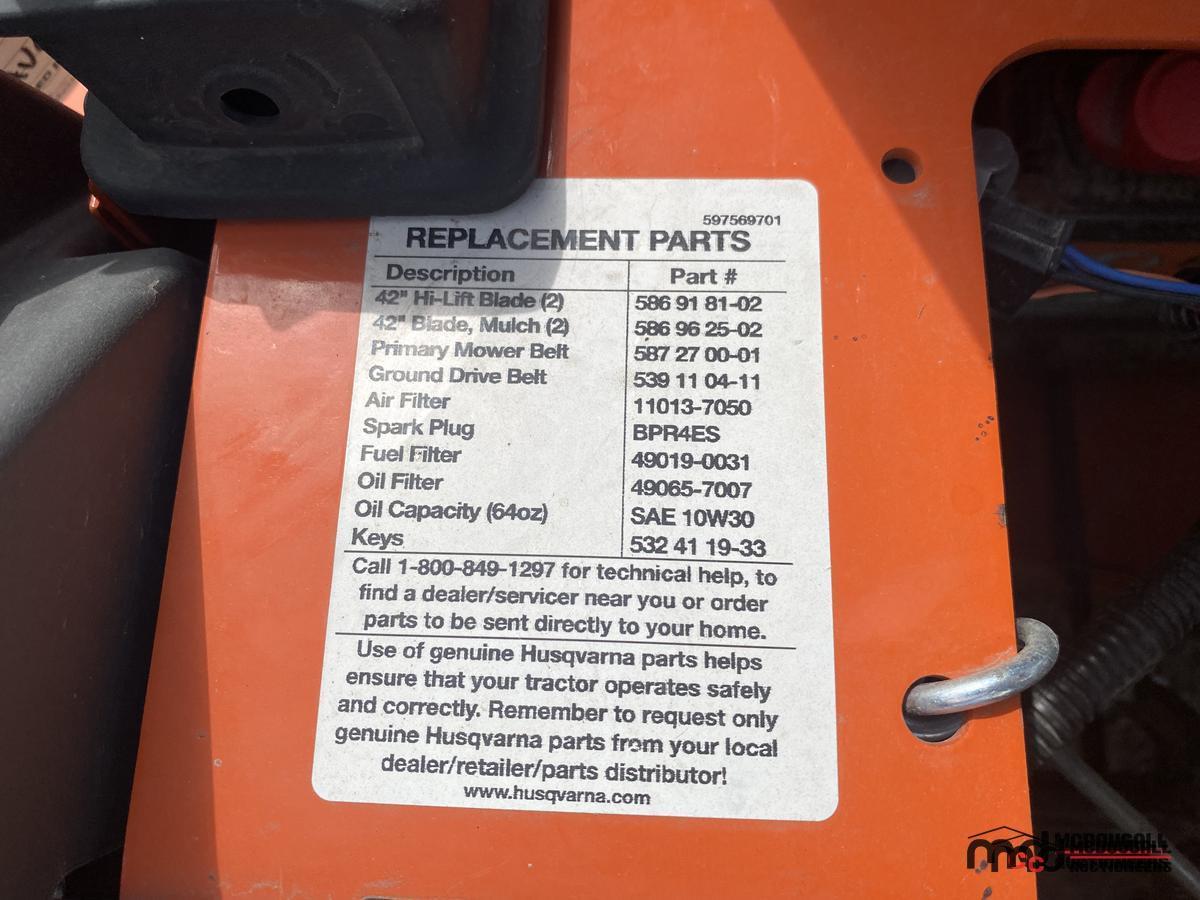 597569701
REPLACEMENT PARTS
Description Part #
42" Hi-Lift Blade (2) 586 91 81-02
42" Blade, Mulch (2) 586 96 25-02
Primary Mower Belt 587 27 00-01
Ground Drive Belt 539 11 04-11
Air Filter 11013-7050
Spark Plug BPR4ES
Fuel Filter 49019-0031
Oil Filter 49065-7007
Oil Capacity (64oz) SAE 10W30
Keys 532 41 19-33
Call 1-800-849-1297 for technical help, to
find a dealer/servicer near you or order
parts to be sent directly to your home.
Use of genuine Husqvarna parts helps
ensure that your tractor operates safely
and correctly. Remember to request only
genuine Husqvarna parts from your local
dealer/retailer/parts distributor!
www.husqvarna.com
McDOUGALL
AUCTIONEERS